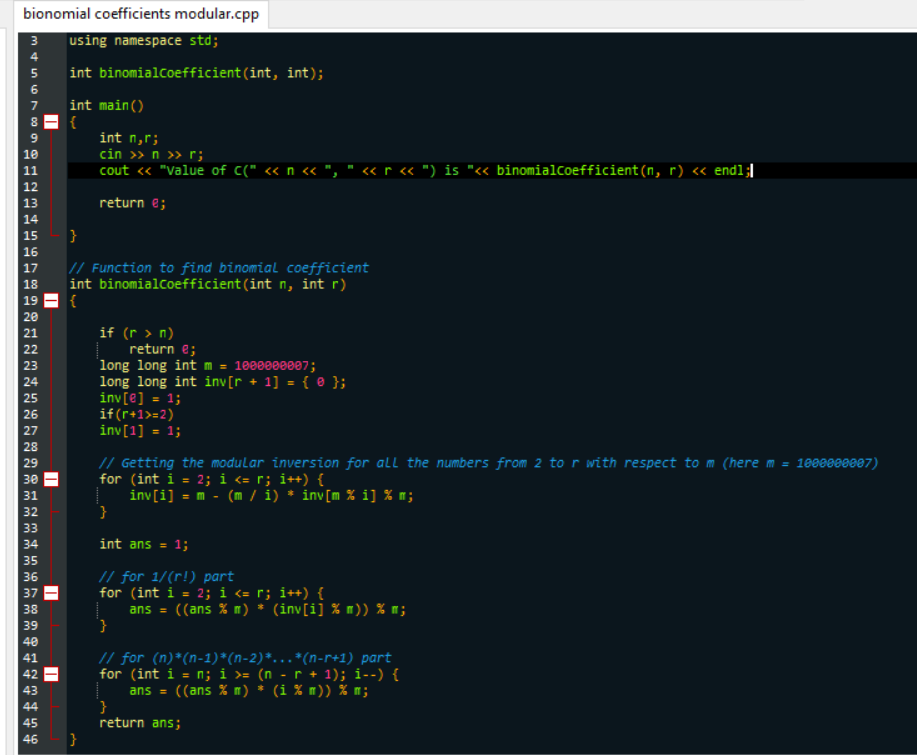 bionomial coefficients modular.cpp
3 using namespace std;
4
5 int binomialCoefficient(int, int);
6
7 int main()
8 {
9 int n,r;
10 cin >> n >> r;
11 cout << "Value of C(" << n << ", " << r << ") is "<< binomialCoefficient(n, r) << endl;
12
13 return 0;
14
15 }
16
17 // Function to find binomial coefficient
18 int binomialCoefficient(int n, int r)
19 {
20
21 if (r > n)
22 return 0;
23 long long int m = 1000000007;
24 long long int inv[r + 1] = { 0 };
25 inv[0] = 1;
26 if(r+1>=2)
27 inv[1] = 1;
28
29 // Getting the modular inversion for all the numbers from 2 to r with respect to m (here m = 1000000007)
30 for (int i = 2; i <= r; i++) {
31 inv[i] = m - (m / i) * inv[m % i] % m;
32 }
33
34 int ans = 1;
35
36 // for 1/(r!) part
37 for (int i = 2; i <= r; i++) {
38 ans = ((ans % m) * (inv[i] % m)) % m;
39 }
40
41 // for (n)*(n-1)*(n-2)*...*(n-r+1) part
42 for (int i = n; i >= (n - r + 1); i--) {
43 ans = ((ans % m) * (i % m)) % m;
44 }
45 return ans;
46 }